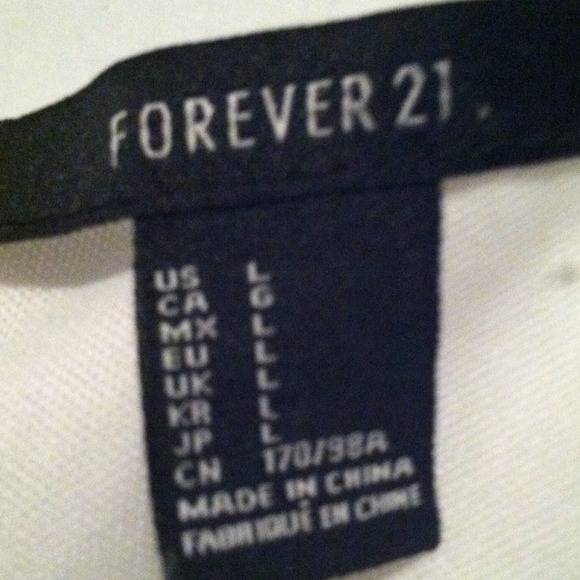 FOREVER 21
US L
CA G
MX L
EU L
UK L
KR L
JP L
CN 170/98A
MADE IN CHINA
FABRIQUÉ EN CHINE